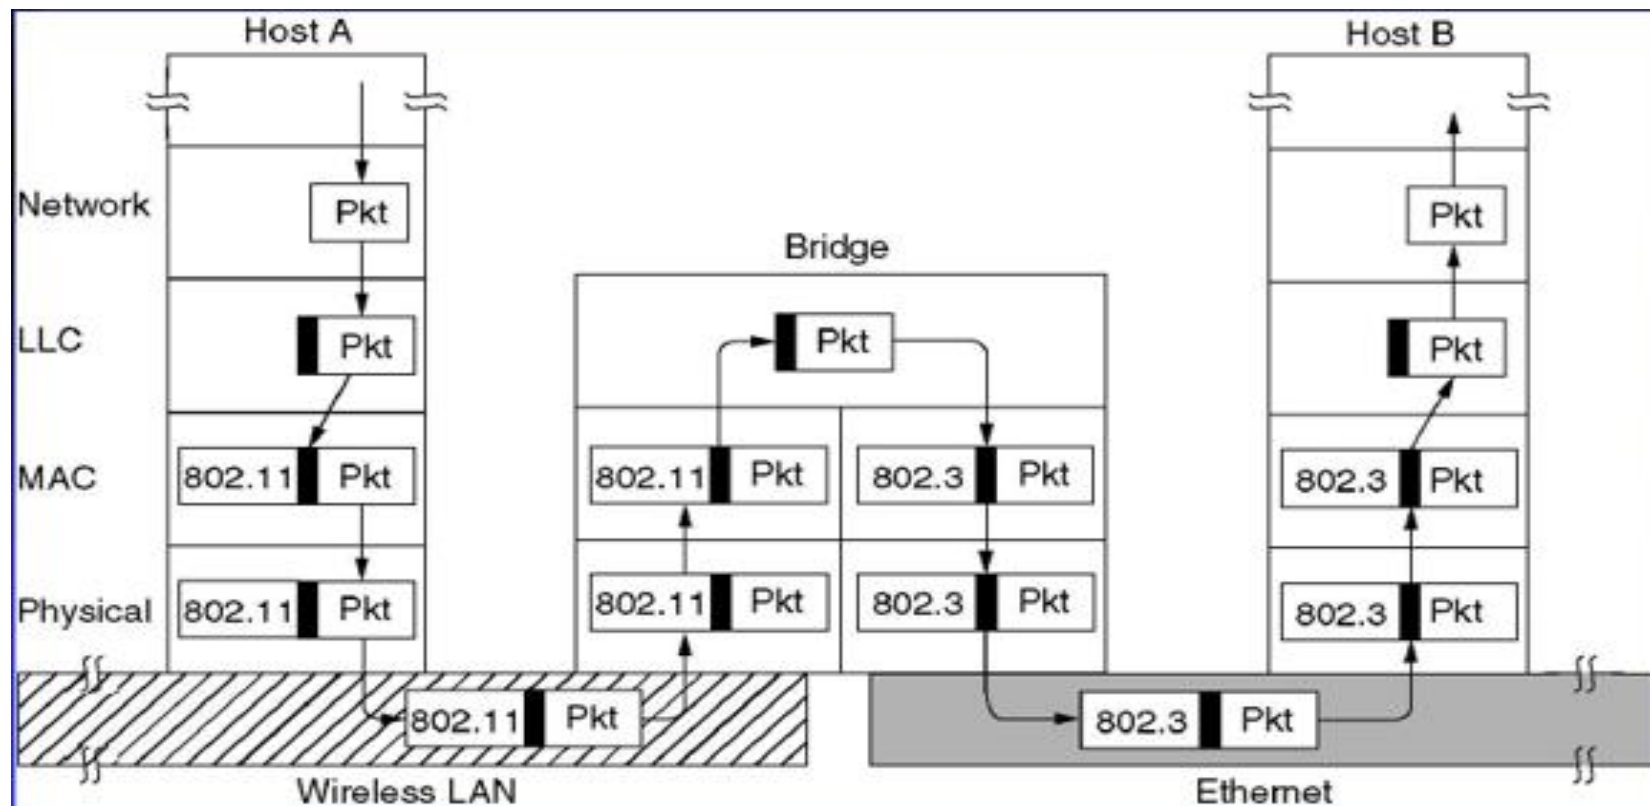 Host A
Host B
Network
Pkt
Pkt
Bridge
LLC
Pkt
Pkt
Pkt
MAC
802.11 Pkt
802.11 Pkt
802.3 Pkt
802.3 Pkt
Physical
802.11 Pkt
802.11 Pkt
802.3 Pkt
802.3 Pkt
802.11 Pkt
802.3 Pkt
Wireless LAN
Ethernet